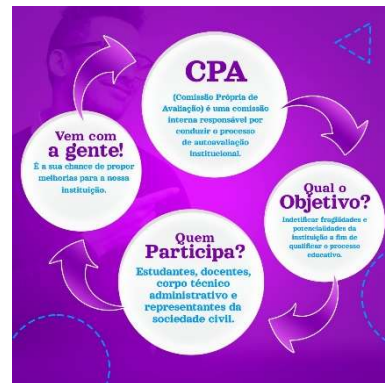 CPA
(Comissão Própria de
Avaliação) é uma comissão
interna responsável por
conduzir o processo
de autoavaliação
institucional.
Qual o
Objetivo?
Indetificar fragilidades e
potencialidades da
instituição a fim de
qualificar o processo
educativo.
Quem
Participa?
Estudantes, docentes,
corpo técnico
administrativo e
representantes da
sociedade civil.
Vem com
a gente!
É a sua chance de propor
melhorias para a nossa
instituição.